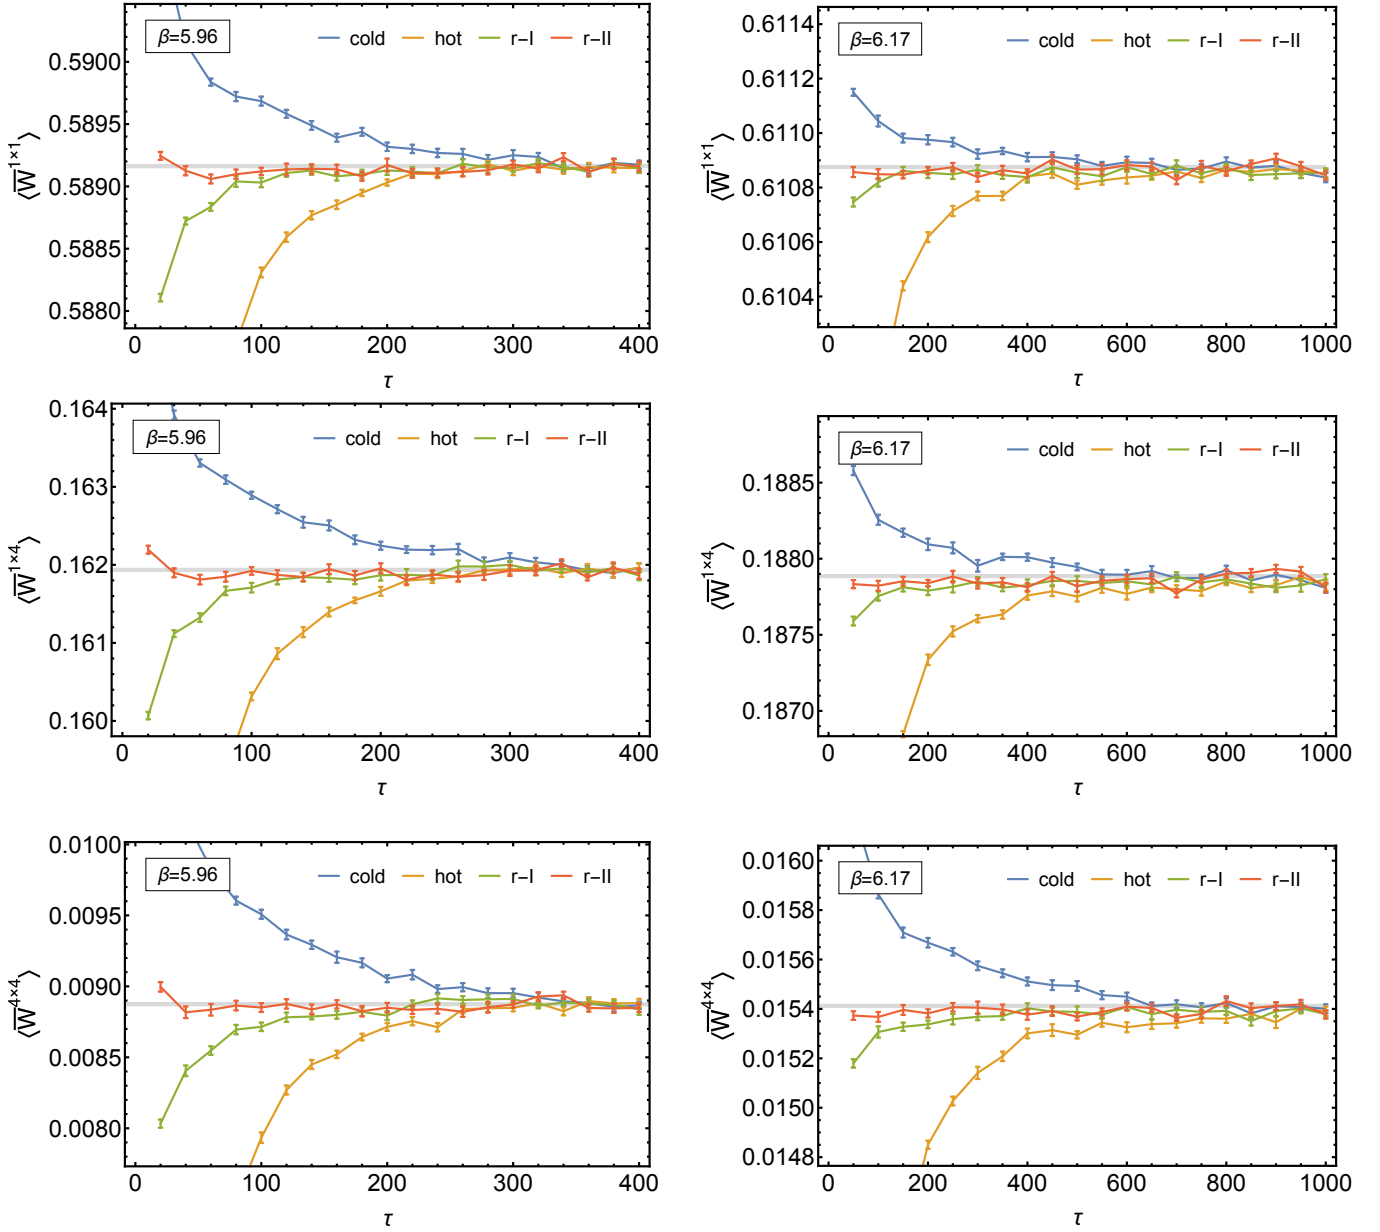 β=5.96 cold hot r-I r-II
⟨W̅^{1×1}⟩
0.5900
0.5895
0.5890
0.5885
0.5880
0 100 200 300 400
τ
β=6.17 cold hot r-I r-II
⟨W̅^{1×1}⟩
0.6114
0.6112
0.6110
0.6108
0.6106
0.6104
0 200 400 600 800 1000
τ
β=5.96 cold hot r-I r-II
⟨W̅^{1×4}⟩
0.164
0.163
0.162
0.161
0.160
0 100 200 300 400
τ
β=6.17 cold hot r-I r-II
⟨W̅^{1×4}⟩
0.1885
0.1880
0.1875
0.1870
0 200 400 600 800 1000
τ
β=5.96 cold hot r-I r-II
⟨W̅^{4×4}⟩
0.0100
0.0095
0.0090
0.0085
0.0080
0 100 200 300 400
τ
β=6.17 cold hot r-I r-II
⟨W̅^{4×4}⟩
0.0160
0.0158
0.0156
0.0154
0.0152
0.0150
0.0148
0 200 400 600 800 1000
τ